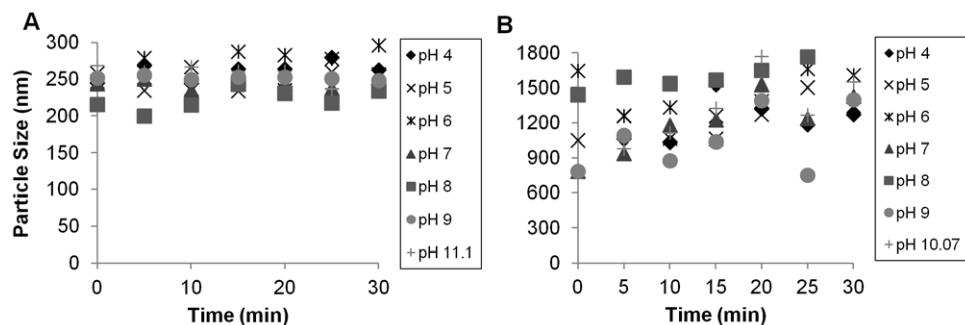 A
Particle Size (nm)
300
250
200
150
100
50
0
0
10
20
30
Time (min)
pH 4
pH 5
pH 6
pH 7
pH 8
pH 9
pH 11.1
B
1800
1500
1200
900
600
300
0
0
5
10
15
20
25
30
Time (min)
pH 4
pH 5
pH 6
pH 7
pH 8
pH 9
pH 10.07